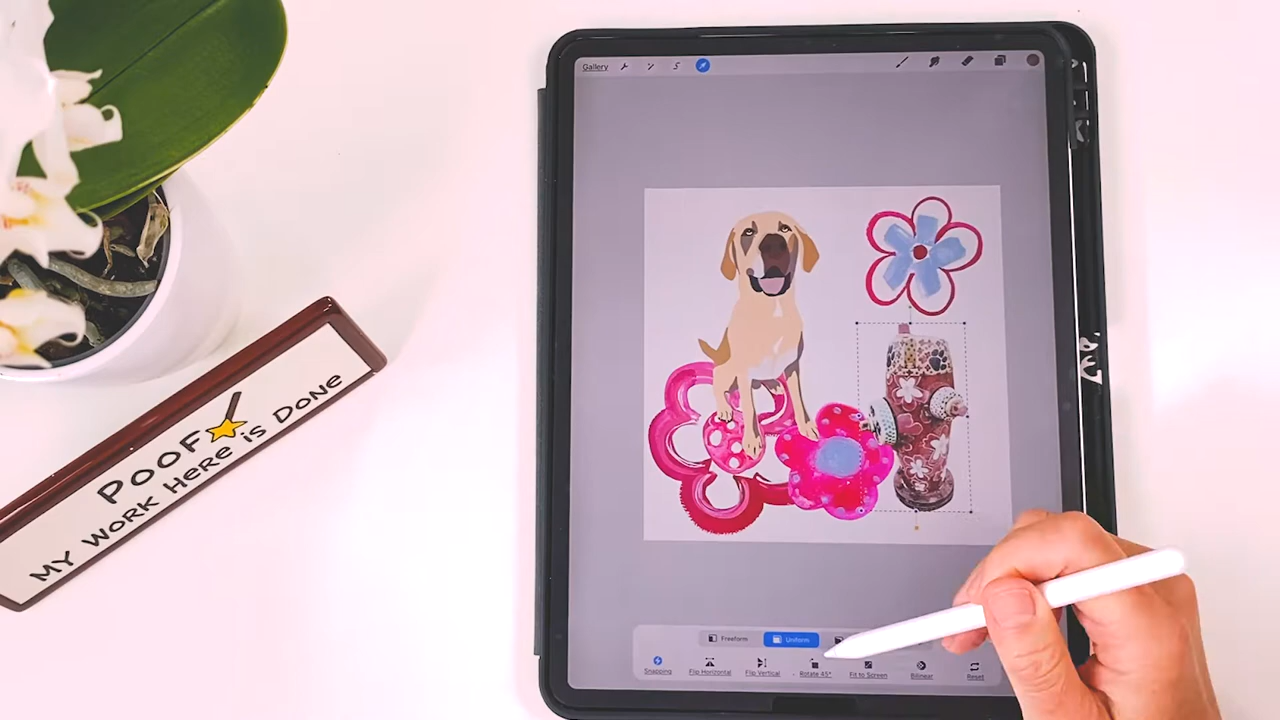 Gallery
POOF
MY WORK HERE is DONE
Freeform
Uniform
Snapping
Flip Horizontal
Flip Vertical
Rotate 45°
Fit to Screen
Bilinear
Reset